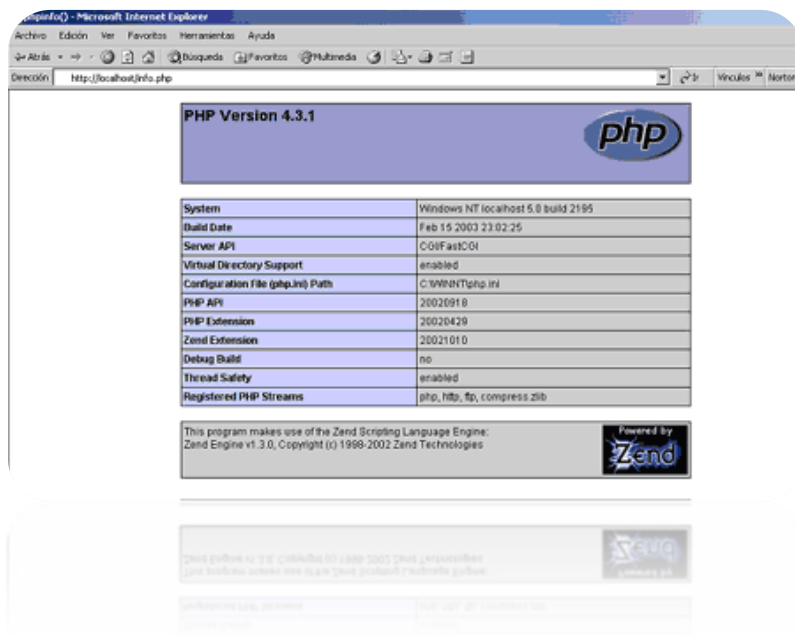 phpinfo() - Microsoft Internet Explorer
Archivo Edición Ver Favoritos Herramientas Ayuda
Atrás Búsqueda Favoritos Multimedia
Dirección http://localhost/info.php Vínculos » Norton
PHP Version 4.3.1 php
System Windows NT localhost 5.0 build 2195
Build Date Feb 15 2003 23:02:25
Server API CGI/FastCGI
Virtual Directory Support enabled
Configuration File (php.ini) Path C:\WINNT\php.ini
PHP API 20020918
PHP Extension 20020429
Zend Extension 20021010
Debug Build no
Thread Safety enabled
Registered PHP Streams php, http, ftp, compress.zlib
This program makes use of the Zend Scripting Language Engine:
Zend Engine v1.3.0, Copyright (c) 1998-2002 Zend Technologies
Powered by
Zend